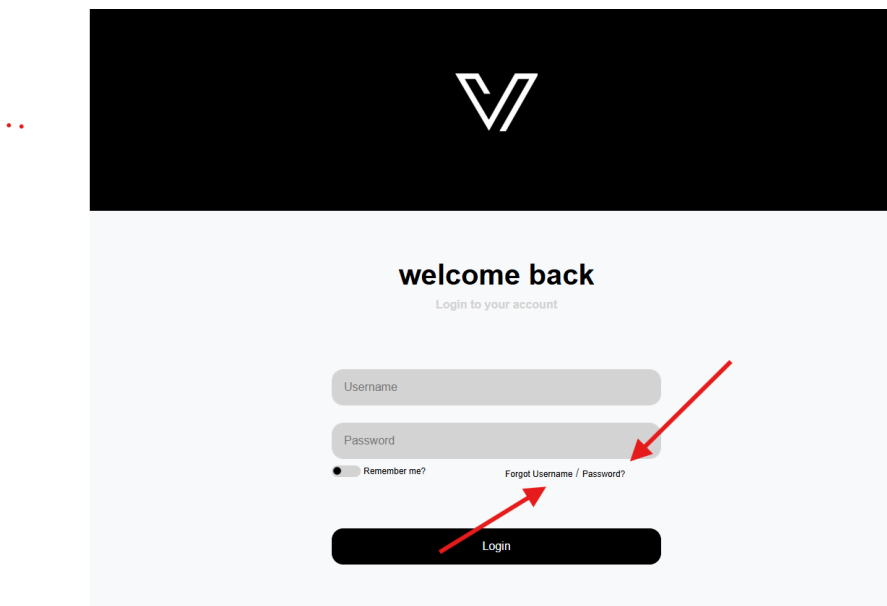 welcome back
Login to your account
Username
Password
Remember me? Forgot Username / Password?
Login